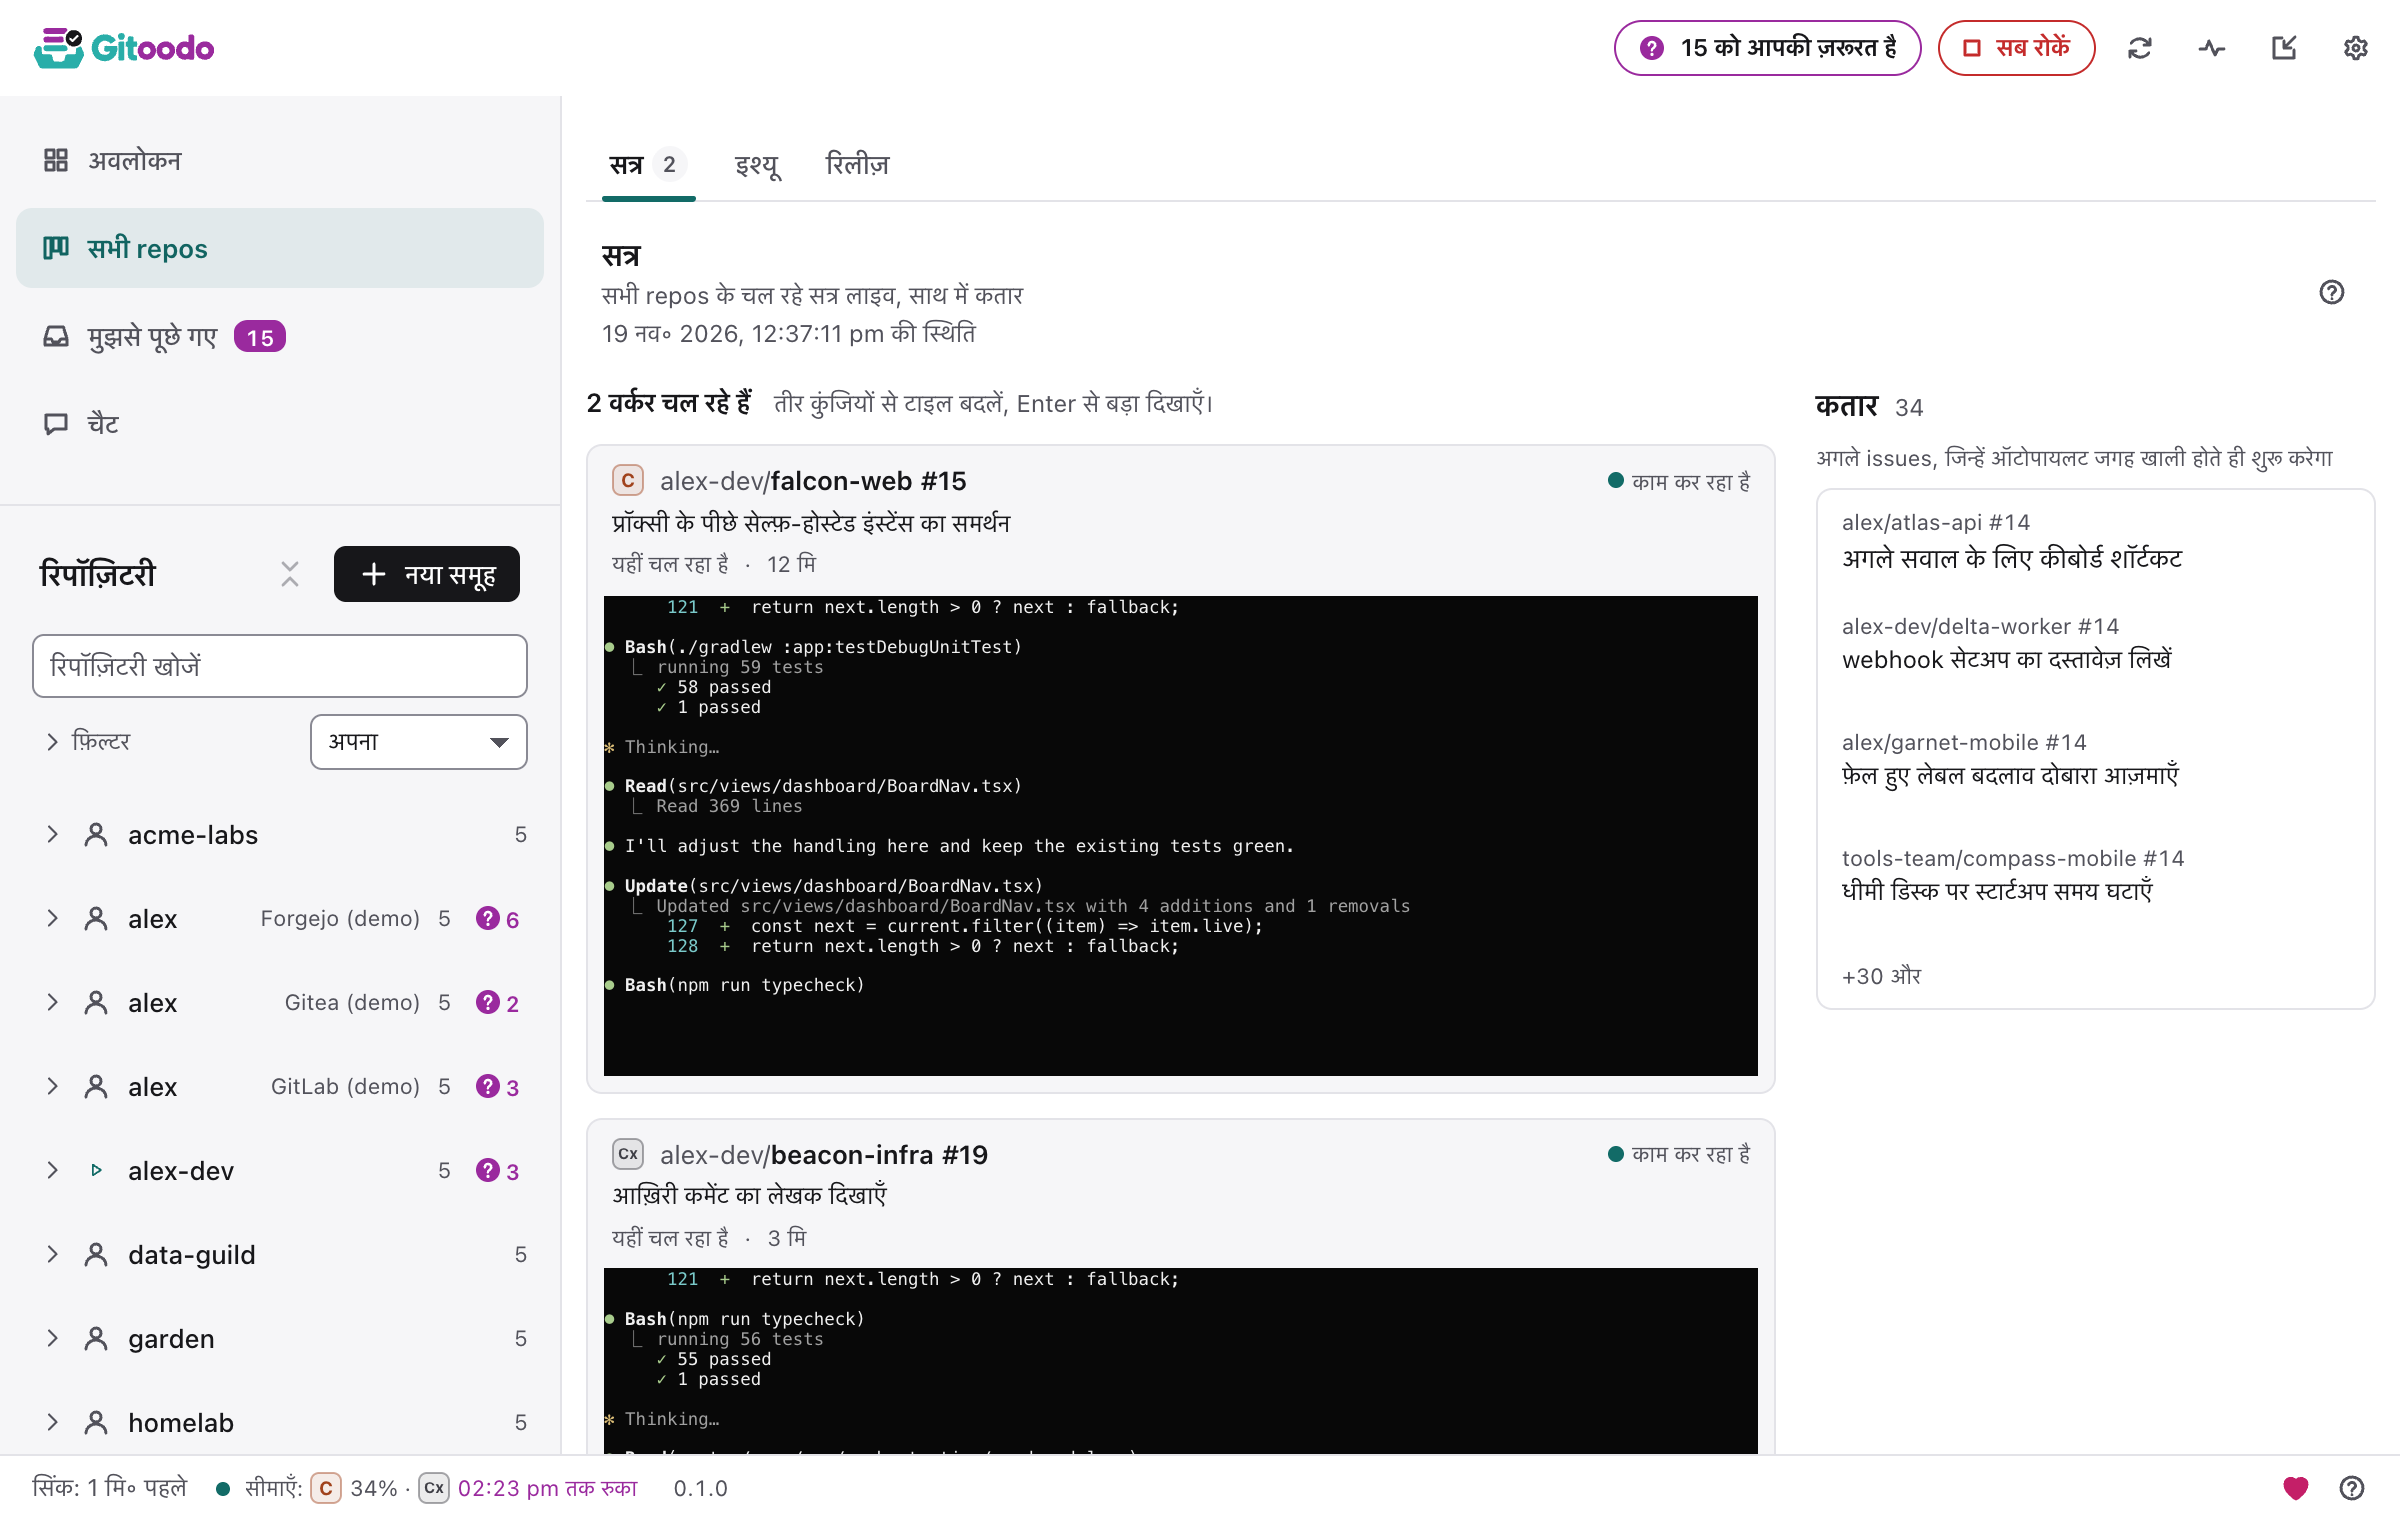 Gitoodo
15 को आपकी ज़रूरत है
सब रोकें
अवलोकन
सभी repos
मुझसे पूछे गए 15
चैट
रिपॉज़िटरी
+ नया समूह
रिपॉज़िटरी खोजें
फ़िल्टर
अपना
acme-labs 5
alex Forgejo (demo) 5 6
alex Gitea (demo) 5 2
alex GitLab (demo) 5 3
alex-dev 5 3
data-guild 5
garden 5
homelab 5
सत्र 2 इश्यू रिलीज़
सत्र
सभी repos के चल रहे सत्र लाइव, साथ में कतार
19 नव॰ 2026, 12:37:11 pm की स्थिति
2 वर्कर चल रहे हैं तीर कुंजियों से टाइल बदलें, Enter से बड़ा दिखाएँ।
C alex-dev/falcon-web #15 काम कर रहा है
प्रॉक्सी के पीछे सेल्फ़-होस्टेड इंस्टेंस का समर्थन
यहीं चल रहा है · 12 मि
121 + return next.length > 0 ? next : fallback;
Bash(./gradlew :app:testDebugUnitTest)
running 59 tests
✓ 58 passed
✓ 1 passed
Thinking…
Read(src/views/dashboard/BoardNav.tsx)
Read 369 lines
I'll adjust the handling here and keep the existing tests green.
Update(src/views/dashboard/BoardNav.tsx)
Updated src/views/dashboard/BoardNav.tsx with 4 additions and 1 removals
127 + const next = current.filter((item) => item.live);
128 + return next.length > 0 ? next : fallback;
Bash(npm run typecheck)
Cx alex-dev/beacon-infra #19 काम कर रहा है
आख़िरी कमेंट का लेखक दिखाएँ
यहीं चल रहा है · 3 मि
121 + return next.length > 0 ? next : fallback;
Bash(npm run typecheck)
running 56 tests
✓ 55 passed
✓ 1 passed
Thinking…
कतार 34
अगले issues, जिन्हें ऑटोपायलट जगह खाली होते ही शुरू करेगा
alex/atlas-api #14
अगले सवाल के लिए कीबोर्ड शॉर्टकट
alex-dev/delta-worker #14
webhook सेटअप का दस्तावेज़ लिखें
alex/garnet-mobile #14
फ़ेल हुए लेबल बदलाव दोबारा आज़माएँ
tools-team/compass-mobile #14
धीमी डिस्क पर स्टार्टअप समय घटाएँ
+30 और
सिंक: 1 मि॰ पहले सीमाएँ: C 34% · Cx 02:23 pm तक रुका 0.1.0